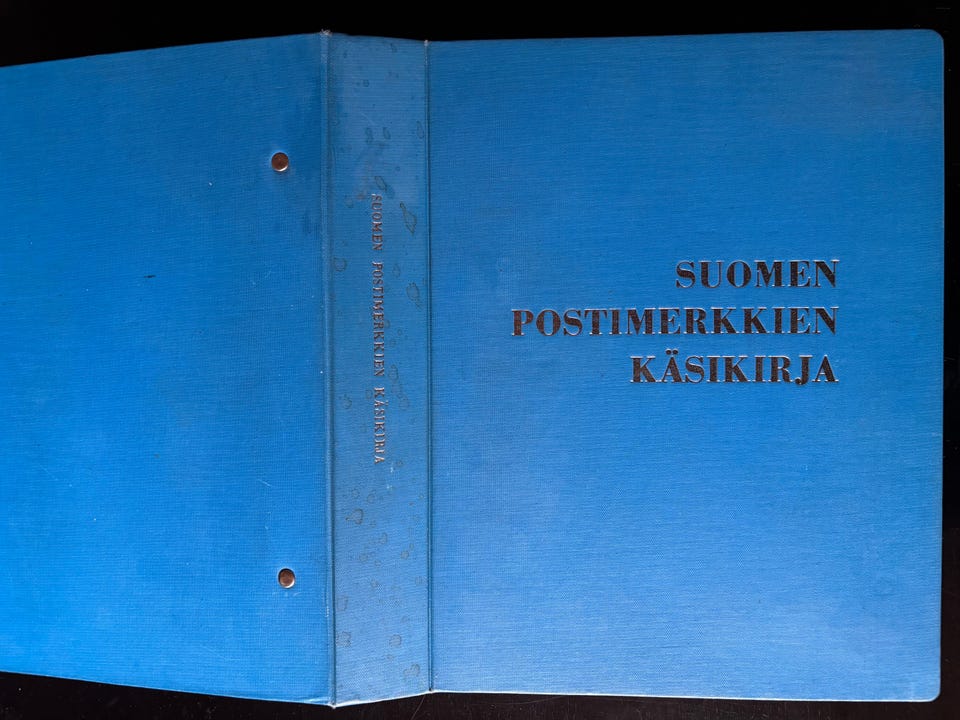 SUOMEN POSTIMERKKIEN KÄSIKIRJA
SUOMEN
POSTIMERKKIEN
KÄSIKIRJA